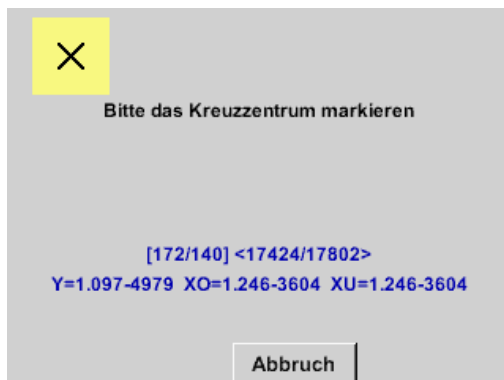 Bitte das Kreuzzentrum markieren
[172/140] <17424/17802>
Y=1.097-4979 XO=1.246-3604 XU=1.246-3604
Abbruch